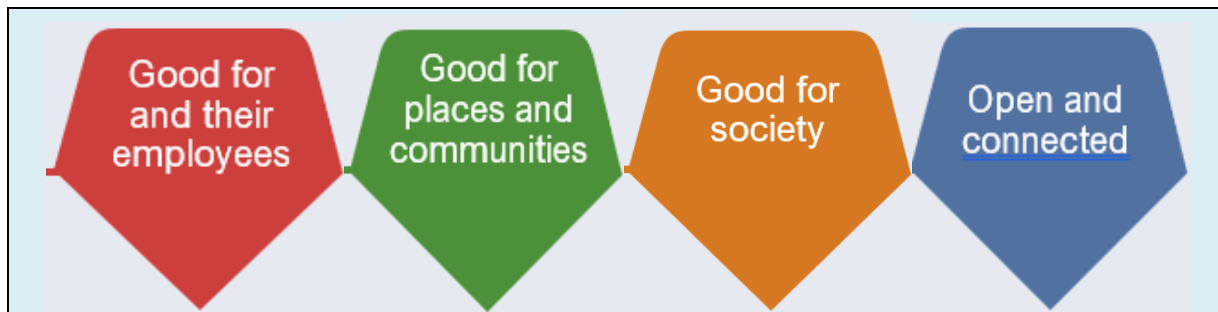 Good for
and their
employees
Good for
places and
communities
Good for
society
Open and
connected